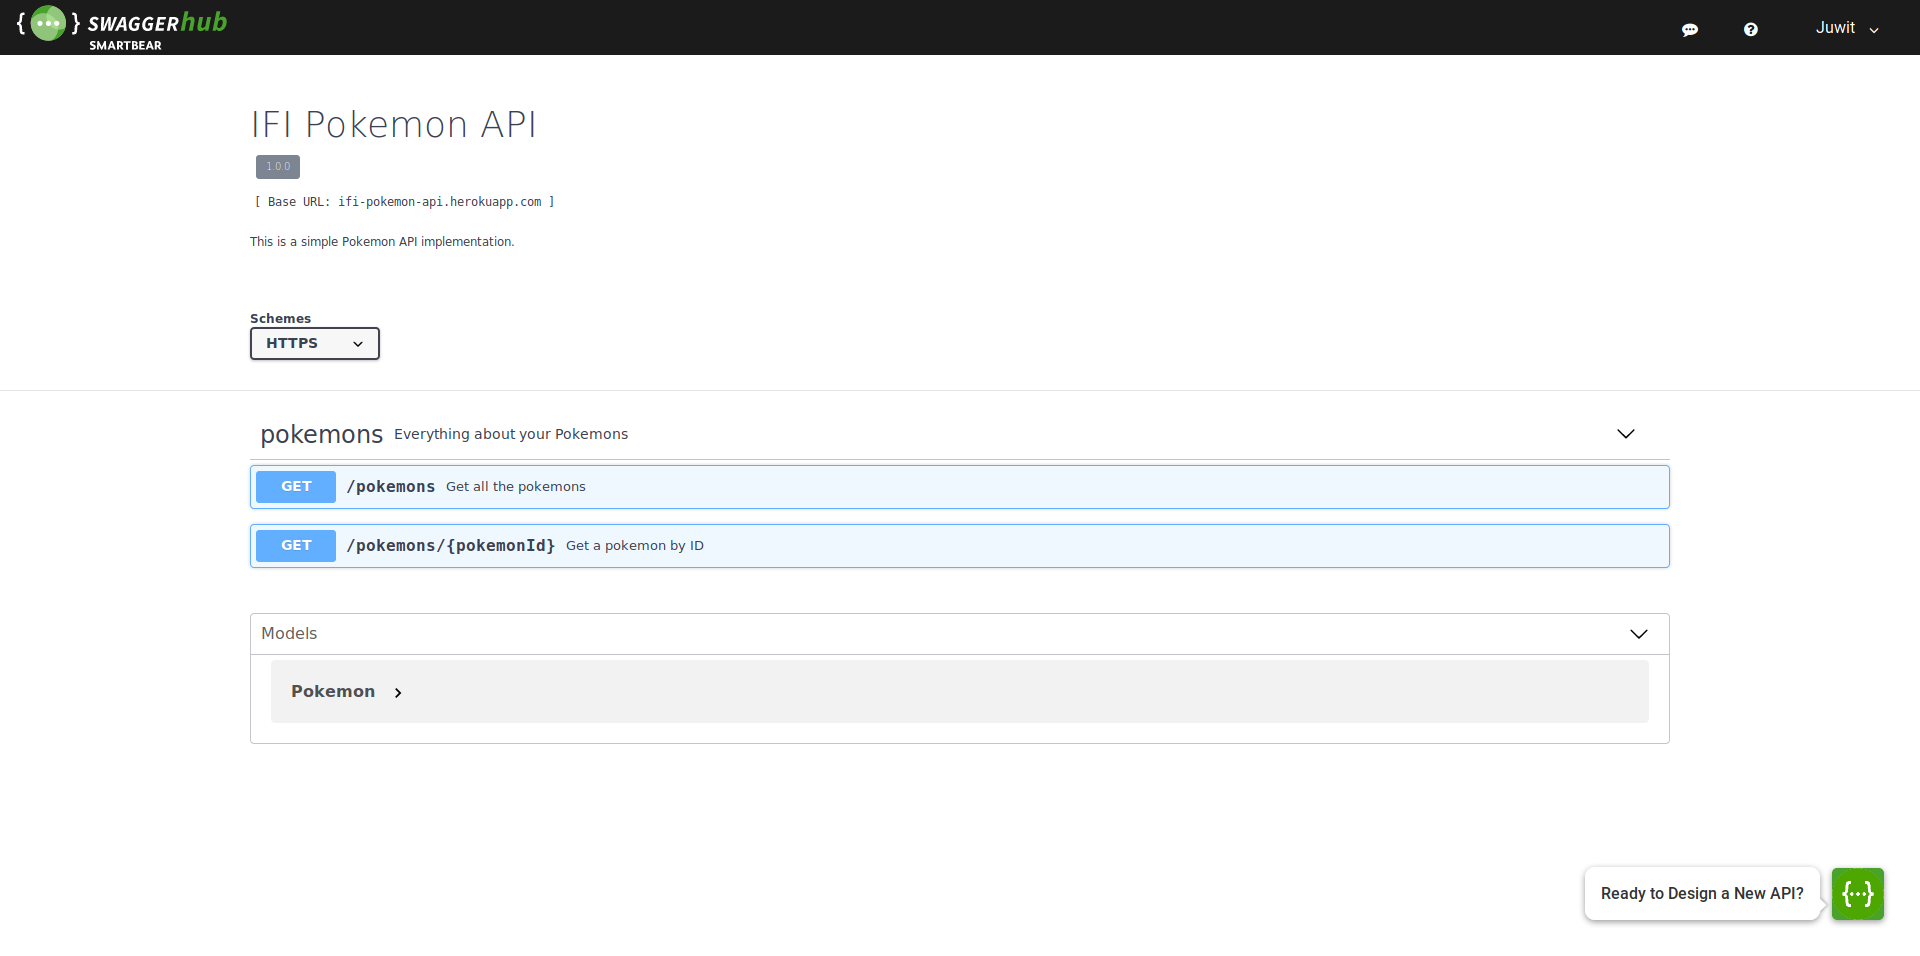 { ··· } SWAGGERhub
SMARTBEAR
Juwit
IFI Pokemon API
1.0.0
[ Base URL: ifi-pokemon-api.herokuapp.com ]
This is a simple Pokemon API implementation.
Schemes
HTTPS
pokemons Everything about your Pokemons
GET /pokemons Get all the pokemons
GET /pokemons/{pokemonId} Get a pokemon by ID
Models
Pokemon
Ready to Design a New API? {···}